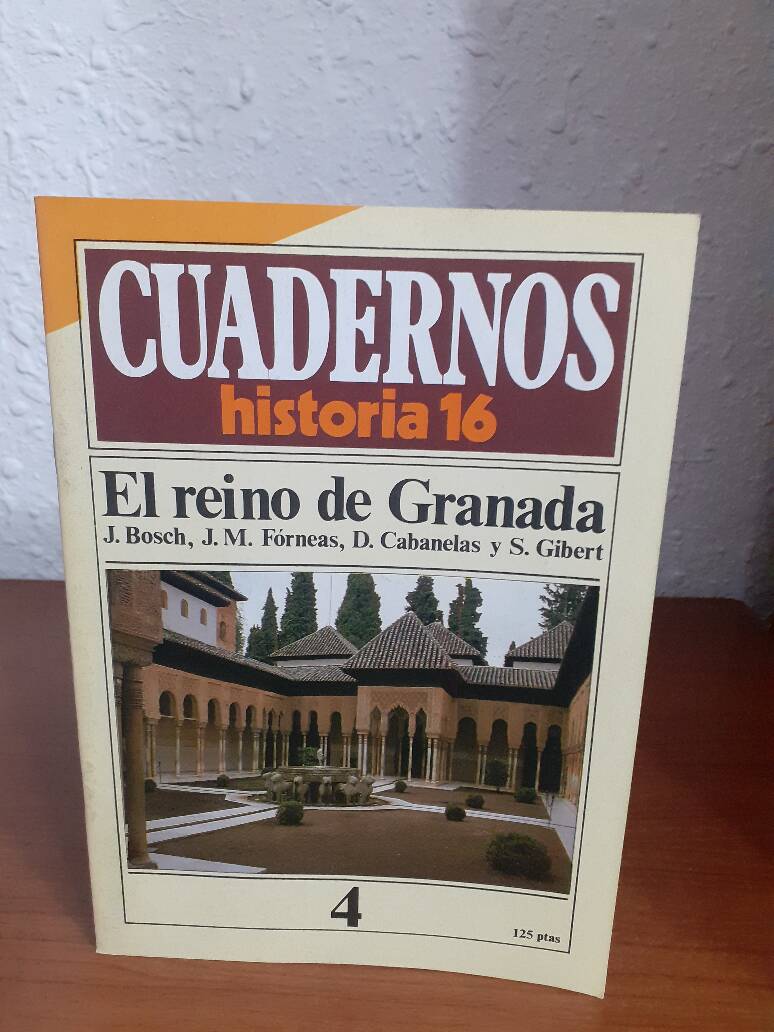 CUADERNOS
historia 16
El reino de Granada
J. Bosch, J. M. Fórneas, D. Cabanelas y S. Gibert
4
125 ptas